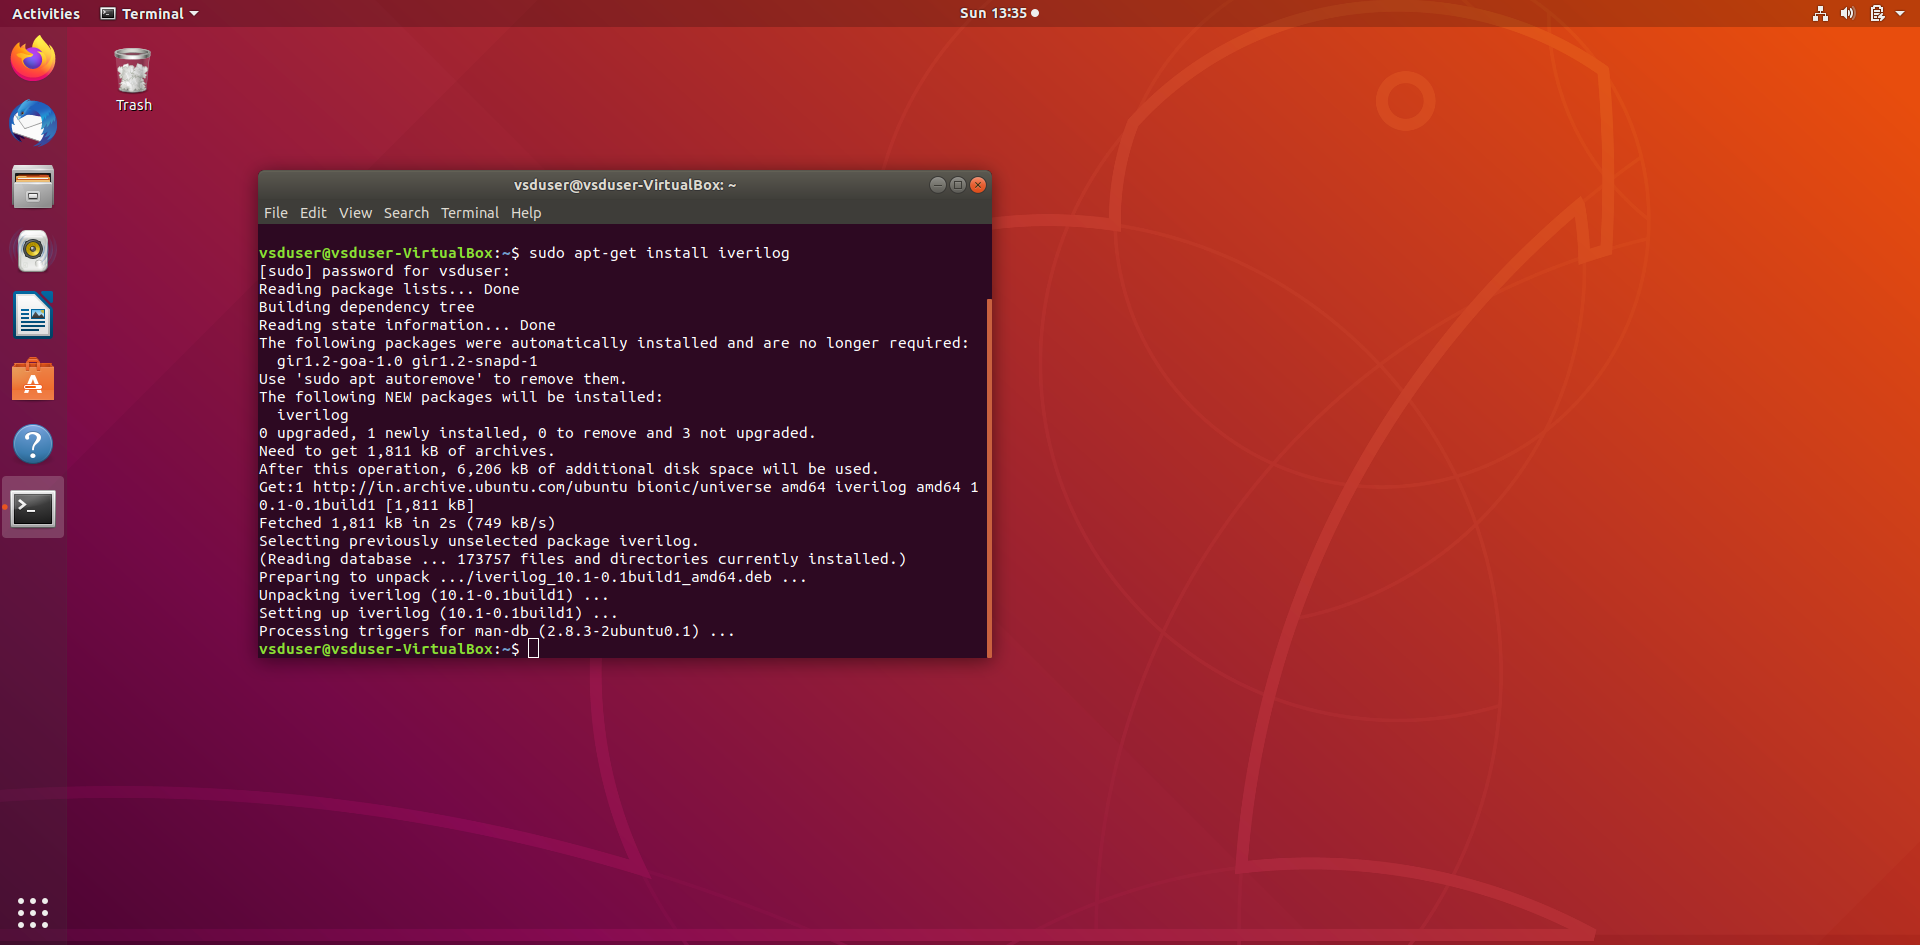 Activities Terminal Sun 13:35
Trash
vsduser@vsduser-VirtualBox: ~
File Edit View Search Terminal Help
vsduser@vsduser-VirtualBox:~$ sudo apt-get install iverilog
[sudo] password for vsduser:
Reading package lists... Done
Building dependency tree
Reading state information... Done
The following packages were automatically installed and are no longer required:
  gir1.2-goa-1.0 gir1.2-snapd-1
Use 'sudo apt autoremove' to remove them.
The following NEW packages will be installed:
  iverilog
0 upgraded, 1 newly installed, 0 to remove and 3 not upgraded.
Need to get 1,811 kB of archives.
After this operation, 6,206 kB of additional disk space will be used.
Get:1 http://in.archive.ubuntu.com/ubuntu bionic/universe amd64 iverilog amd64 1
0.1-0.1build1 [1,811 kB]
Fetched 1,811 kB in 2s (749 kB/s)
Selecting previously unselected package iverilog.
(Reading database ... 173757 files and directories currently installed.)
Preparing to unpack .../iverilog_10.1-0.1build1_amd64.deb ...
Unpacking iverilog (10.1-0.1build1) ...
Setting up iverilog (10.1-0.1build1) ...
Processing triggers for man-db (2.8.3-2ubuntu0.1) ...
vsduser@vsduser-VirtualBox:~$